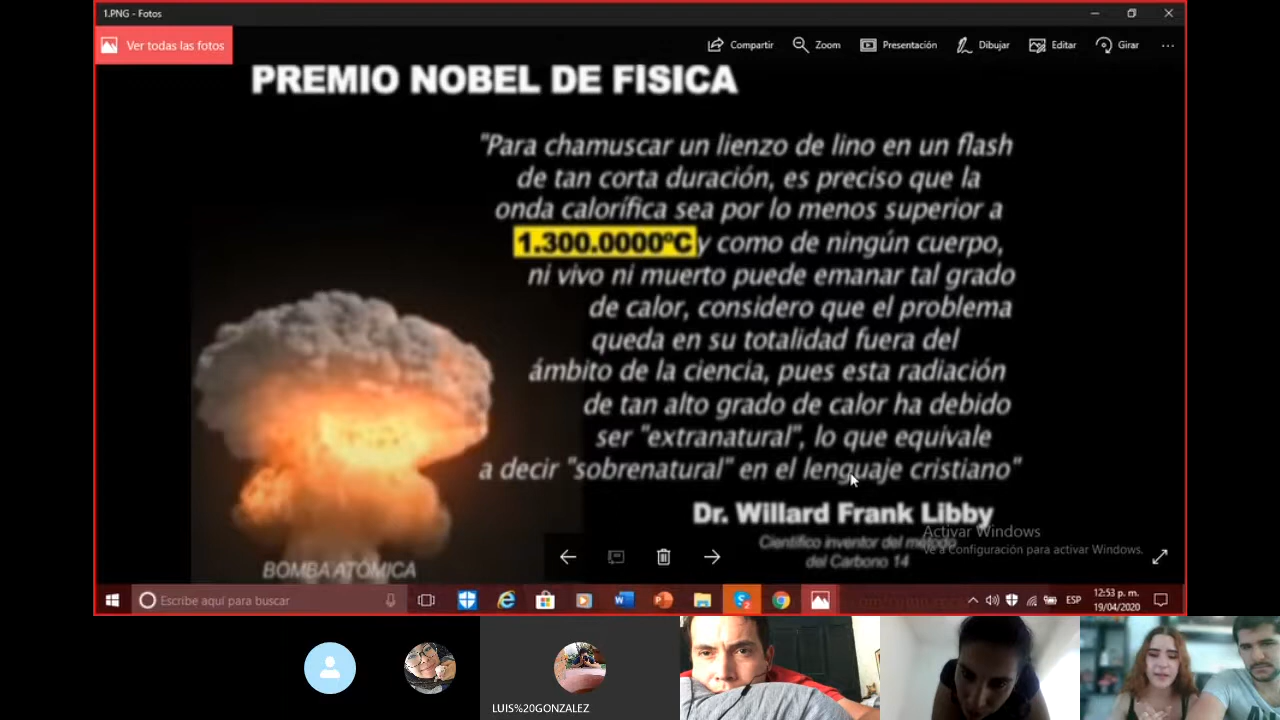 1.PNG - Fotos
Ver todas las fotos
Compartir
Zoom
Presentación
Dibujar
Editar
Girar
PREMIO NOBEL DE FISICA
"Para chamuscar un lienzo de lino en un flash
de tan corta duración, es preciso que la
onda calorífica sea por lo menos superior a
1.300.0000ºC y como de ningún cuerpo,
ni vivo ni muerto puede emanar tal grado
de calor, considero que el problema
queda en su totalidad fuera del
ámbito de la ciencia, pues esta radiación
de tan alto grado de calor ha debido
ser "extranatural", lo que equivale
a decir "sobrenatural" en el lenguaje cristiano"
Dr. Willard Frank Libby
Científico inventor del método
del Carbono 14
Activar Windows
Ve a Configuración para activar Windows.
BOMBA ATÓMICA
Escribe aquí para buscar
ESP
12:53 p. m.
19/04/2020
LUIS%20GONZALEZ